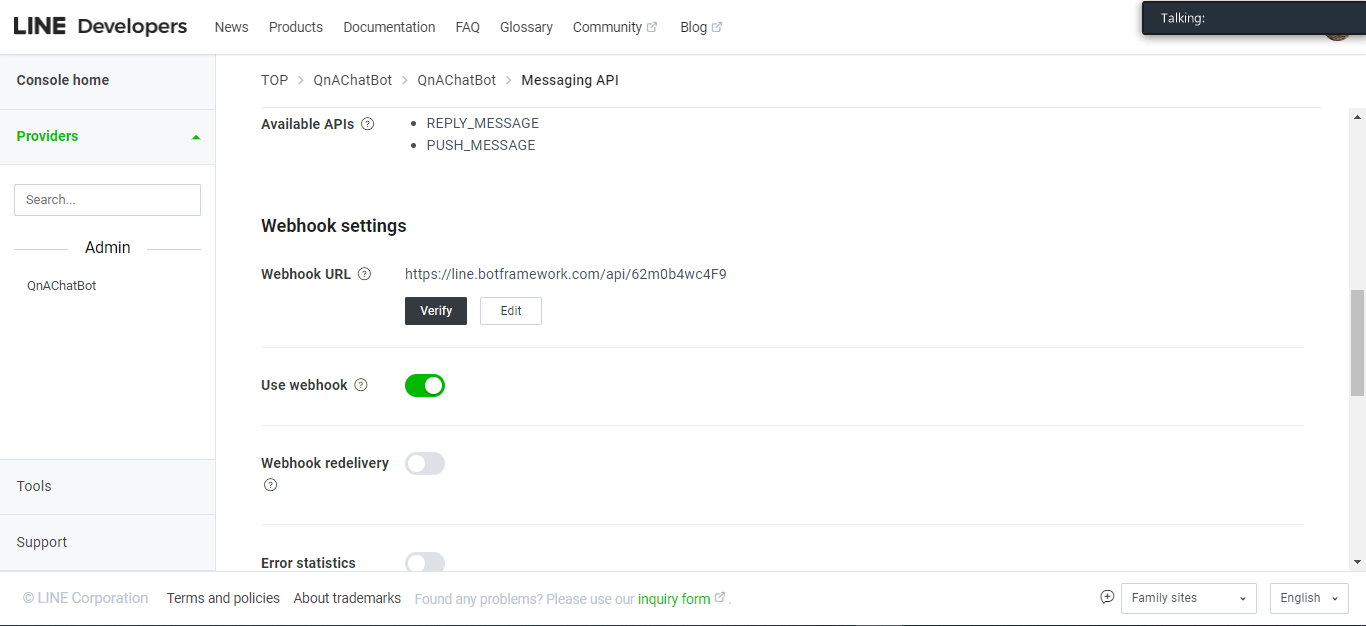 LINE Developers News Products Documentation FAQ Glossary Community Blog
Talking:
Console home
Providers
Search...
Admin
QnAChatBot
Tools
Support
TOP > QnAChatBot > QnAChatBot > Messaging API
Available APIs ?
• REPLY_MESSAGE
• PUSH_MESSAGE
Webhook settings
Webhook URL ? https://line.botframework.com/api/62m0b4wc4F9
Verify Edit
Use webhook ?
Webhook redelivery
?
Error statistics
© LINE Corporation Terms and policies About trademarks Found any problems? Please use our inquiry form . Family sites English